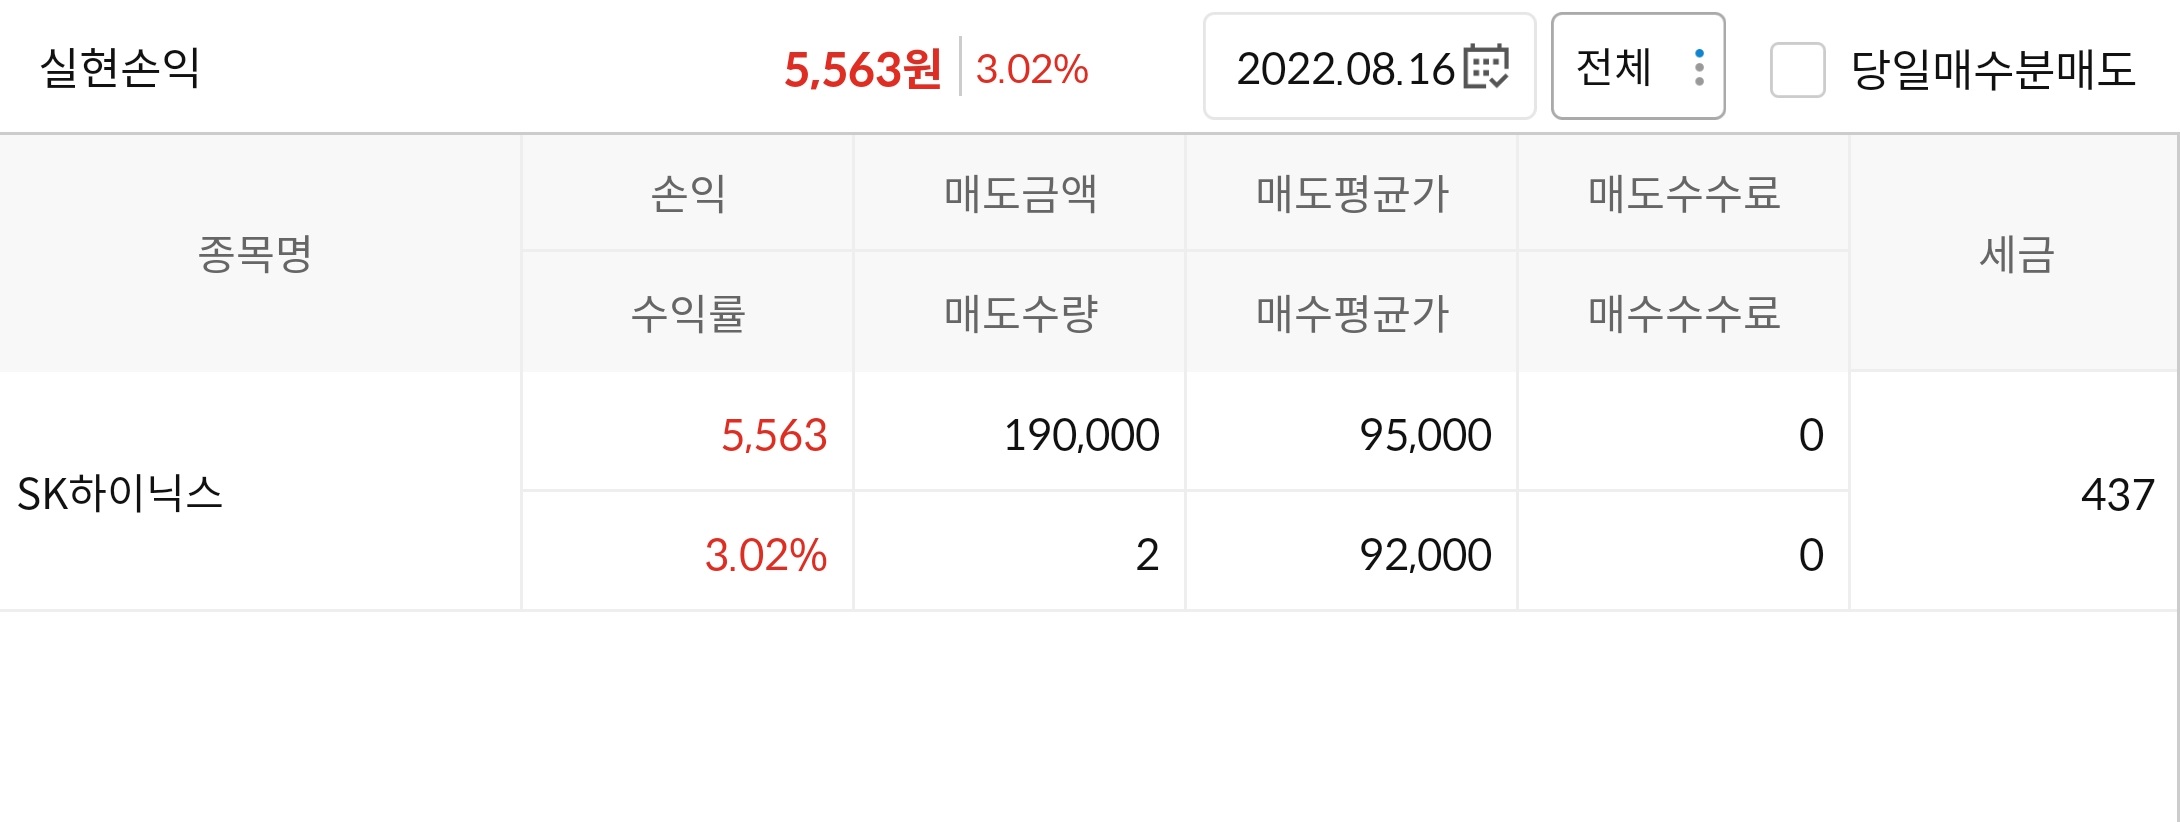 실현손익 5,563원 3.02% 2022.08.16 전체 당일매수분매도
종목명 손익 매도금액 매도평균가 매도수수료 세금
수익률 매도수량 매수평균가 매수수수료
SK하이닉스 5,563 190,000 95,000 0 437
3.02% 2 92,000 0